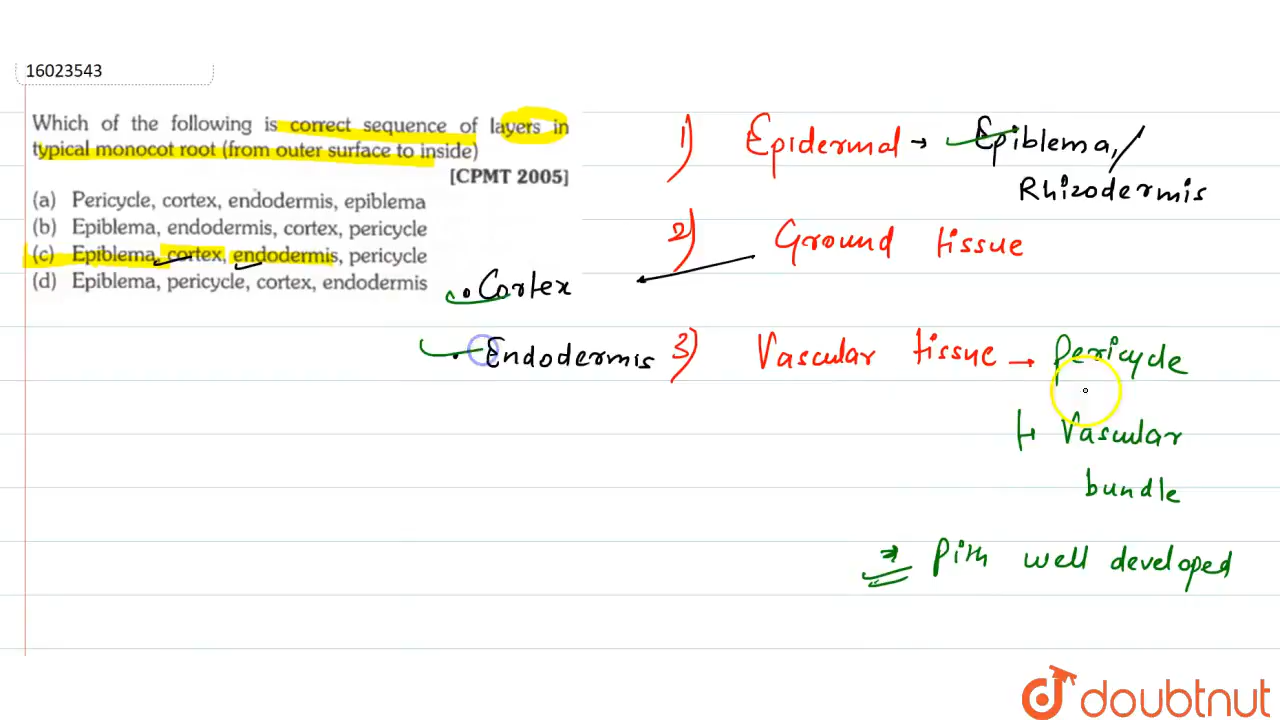 16023543
Which of the following is correct sequence of layers in
typical monocot root (from outer surface to inside)
[CPMT 2005]
(a) Pericycle, cortex, endodermis, epiblema
(b) Epiblema, endodermis, cortex, pericycle
(c) Epiblema, cortex, endodermis, pericycle
(d) Epiblema, pericycle, cortex, endodermis
1) Epidermal → Epiblema, /
Rhizodermis
2) Ground tissue
• Cortex
• Endodermis
3) Vascular tissue → Pericycle
Vascular
bundle
* Pith well developed
doubtnut